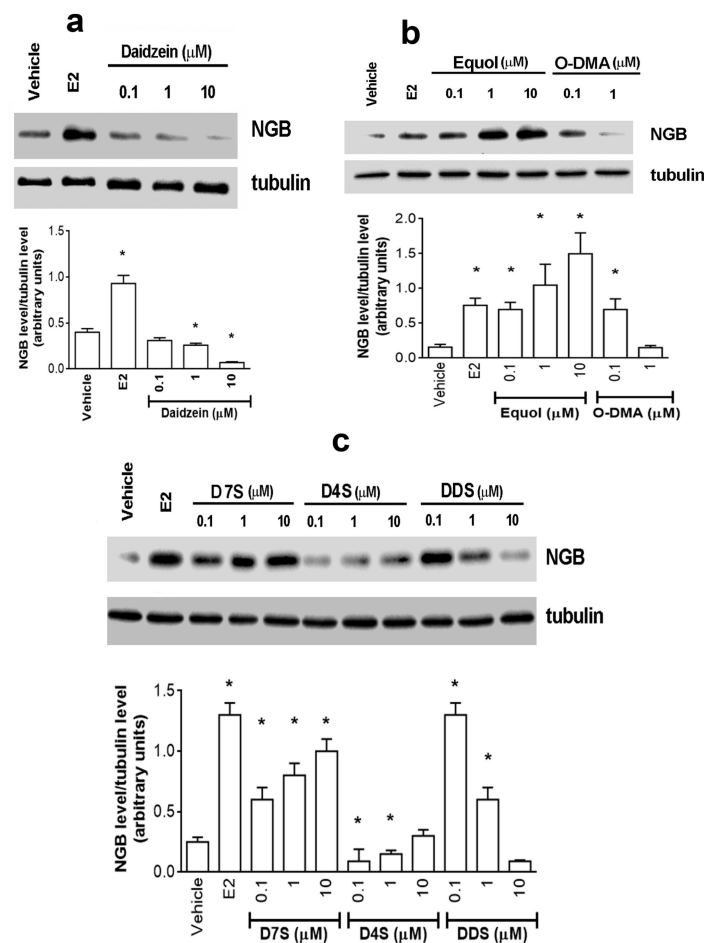 a
Vehicle
E2
Daidzein (μM)
0.1 1 10
NGB
tubulin
NGB level/tubulin level
(arbitrary units)
1.5
1.0
0.5
0.0
*
*
*
Vehicle
E2
0.1
1
10
Daidzein (μM)
b
Vehicle
E2
Equol (μM) O-DMA (μM)
0.1 1 10 0.1 1
NGB
tubulin
NGB level/tubulin level
(arbitrary units)
2.0
1.5
1.0
0.5
0.0
* * * * *
Vehicle
E2
0.1
1
10
0.1
1
Equol (μM) O-DMA (μM)
c
Vehicle
E2
D7S (μM) D4S (μM) DDS (μM)
0.1 1 10 0.1 1 10 0.1 1 10
NGB
tubulin
NGB level/tubulin level
(arbitrary units)
1.5
1.0
0.5
0.0
* * * * * * * *
Vehicle
E2
0.1
1
10
0.1
1
10
0.1
1
10
D7S (μM) D4S (μM) DDS (μM)